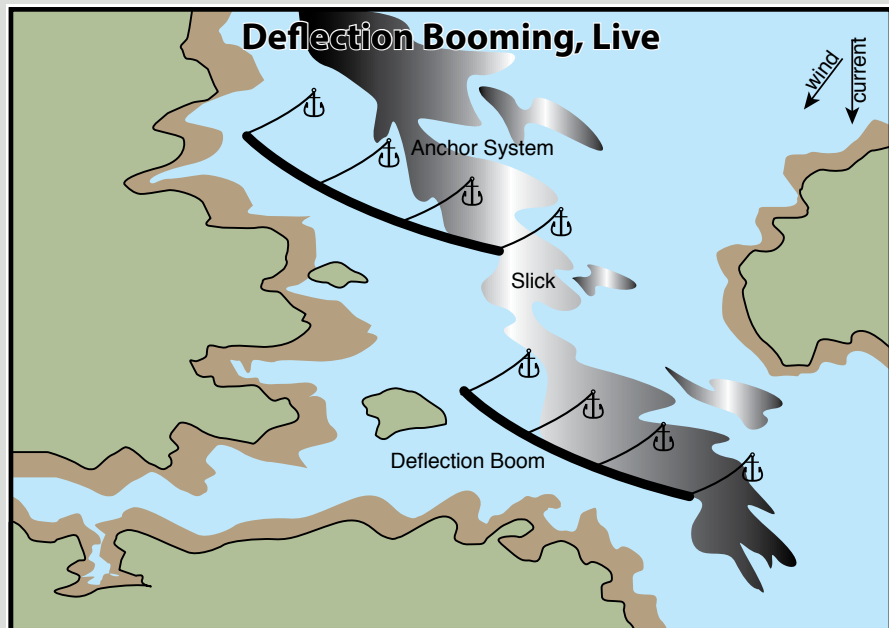 Deflection Booming, Live
wind
current
Anchor System
Slick
Deflection Boom